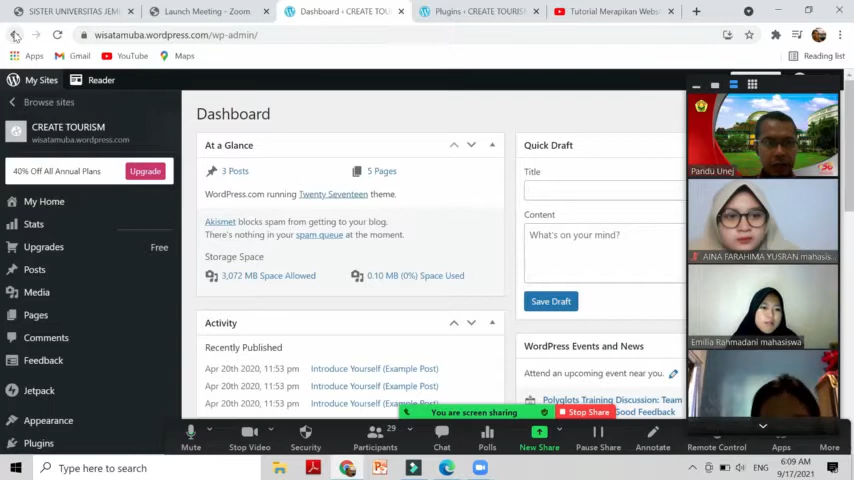 SISTER UNIVERSITAS JEM
Launch Meeting - Zoom
Dashboard ‹ CREATE TOU
Plugins ‹ CREATE TOURISM
Tutorial Merapikan Webs
wisatamuba.wordpress.com/wp-admin/
Apps
Gmail
YouTube
Maps
Reading list
My Sites
Reader
Browse sites
CREATE TOURISM
wisatamuba.wordpress.com
40% Off All Annual Plans
Upgrade
My Home
Stats
Upgrades
Free
Posts
Media
Pages
Comments
Feedback
Jetpack
Appearance
Plugins
Dashboard
At a Glance
3 Posts
5 Pages
WordPress.com running Twenty Seventeen theme.
Akismet blocks spam from getting to your blog.
There's nothing in your spam queue at the moment.
Storage Space
3,072 MB Space Allowed
0.10 MB (0%) Space Used
Activity
Recently Published
Apr 20th 2020, 11:53 pm Introduce Yourself (Example Post)
Apr 20th 2020, 11:53 pm Introduce Yourself (Example Post)
Apr 20th 2020, 11:53 pm Introduce Yourself (Example Post)
Quick Draft
Title
Content
What's on your mind?
Save Draft
WordPress Events and News
Attend an upcoming event near you.
Polyglots Training Discussion: Team
Good Feedback
Pandu Unej
AINA FARAHIMA YUSRAN mahasis...
Emilia Rahmadani mahasiswa
You are screen sharing
Stop Share
Mute
Stop Video
Security
29
Participants
Chat
Polls
New Share
Pause Share
Annotate
Remote Control
Apps
More
Type here to search
ENG
6:09 AM
9/17/2021